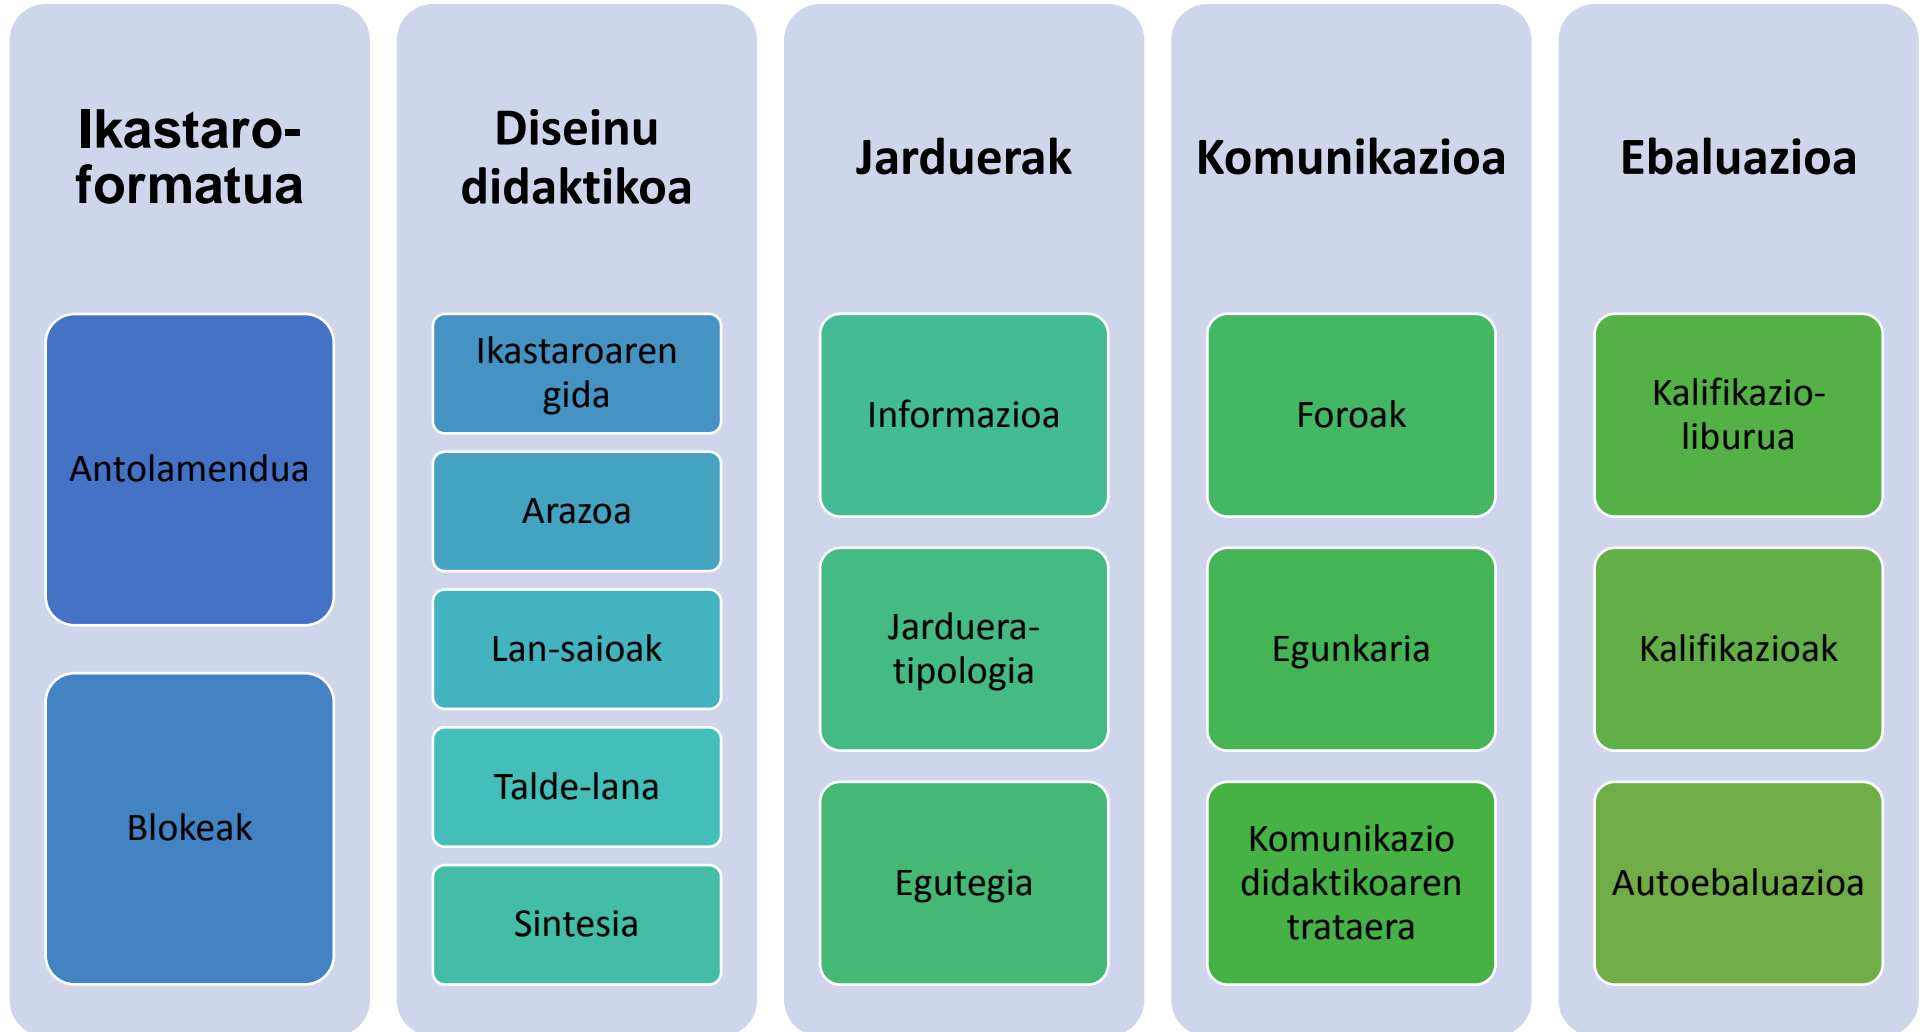 Ikastaro-
formatua
Antolamendua
Blokeak
Diseinu
didaktikoa
Ikastaroaren
gida
Arazoa
Lan-saioak
Talde-lana
Sintesia
Jarduerak
Informazioa
Jarduera-
tipologia
Egutegia
Komunikazioa
Foroak
Egunkaria
Komunikazio
didaktikoaren
trataera
Ebaluazioa
Kalifikazio-
liburua
Kalifikazioak
Autoebaluazioa